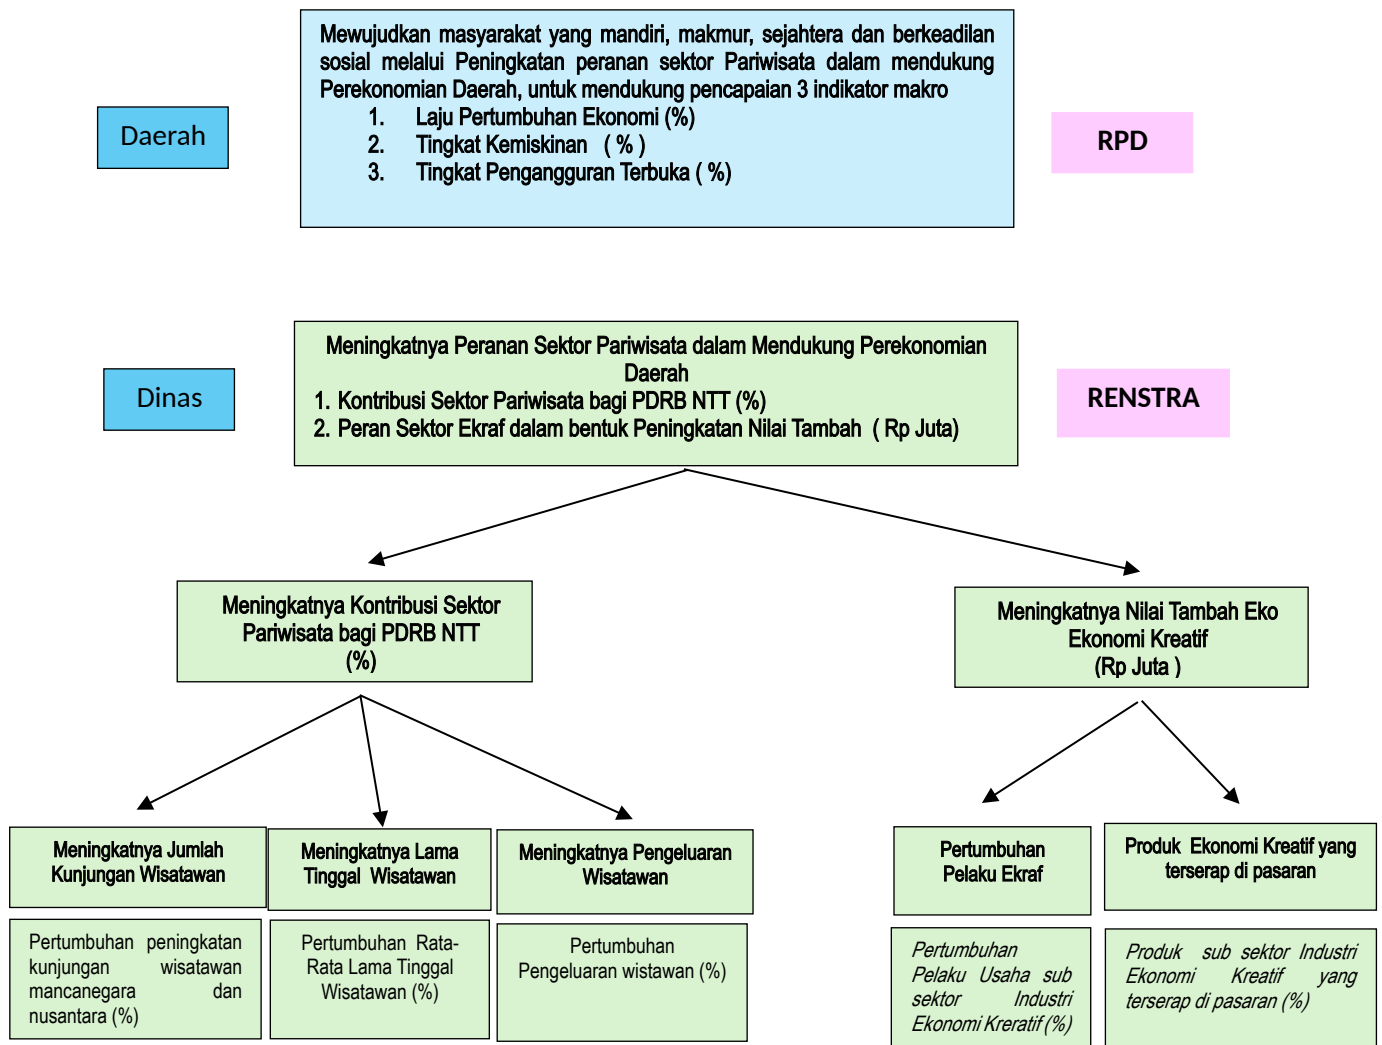 Mewujudkan masyarakat yang mandiri, makmur, sejahtera dan berkeadilan
sosial melalui Peningkatan peranan sektor Pariwisata dalam mendukung
Perekonomian Daerah, untuk mendukung pencapaian 3 indikator makro
1. Laju Pertumbuhan Ekonomi (%)
2. Tingkat Kemiskinan ( % )
3. Tingkat Pengangguran Terbuka ( %)
Daerah
RPD
Meningkatnya Peranan Sektor Pariwisata dalam Mendukung Perekonomian
Daerah
1. Kontribusi Sektor Pariwisata bagi PDRB NTT (%)
2. Peran Sektor Ekraf dalam bentuk Peningkatan Nilai Tambah ( Rp Juta)
Dinas
RENSTRA
Meningkatnya Kontribusi Sektor
Pariwisata bagi PDRB NTT
(%)
Meningkatnya Nilai Tambah Eko
Ekonomi Kreatif
(Rp Juta )
Meningkatnya Jumlah
Kunjungan Wisatawan
Meningkatnya Lama
Tinggal Wisatawan
Meningkatnya Pengeluaran
Wisatawan
Pertumbuhan
Pelaku Ekraf
Produk Ekonomi Kreatif yang
terserap di pasaran
Pertumbuhan peningkatan
kunjungan wisatawan
mancanegara dan
nusantara (%)
Pertumbuhan Rata-
Rata Lama Tinggal
Wisatawan (%)
Pertumbuhan
Pengeluaran wistawan (%)
Pertumbuhan
Pelaku Usaha sub
sektor Industri
Ekonomi Kreratif (%)
Produk sub sektor Industri
Ekonomi Kreatif yang
terserap di pasaran (%)